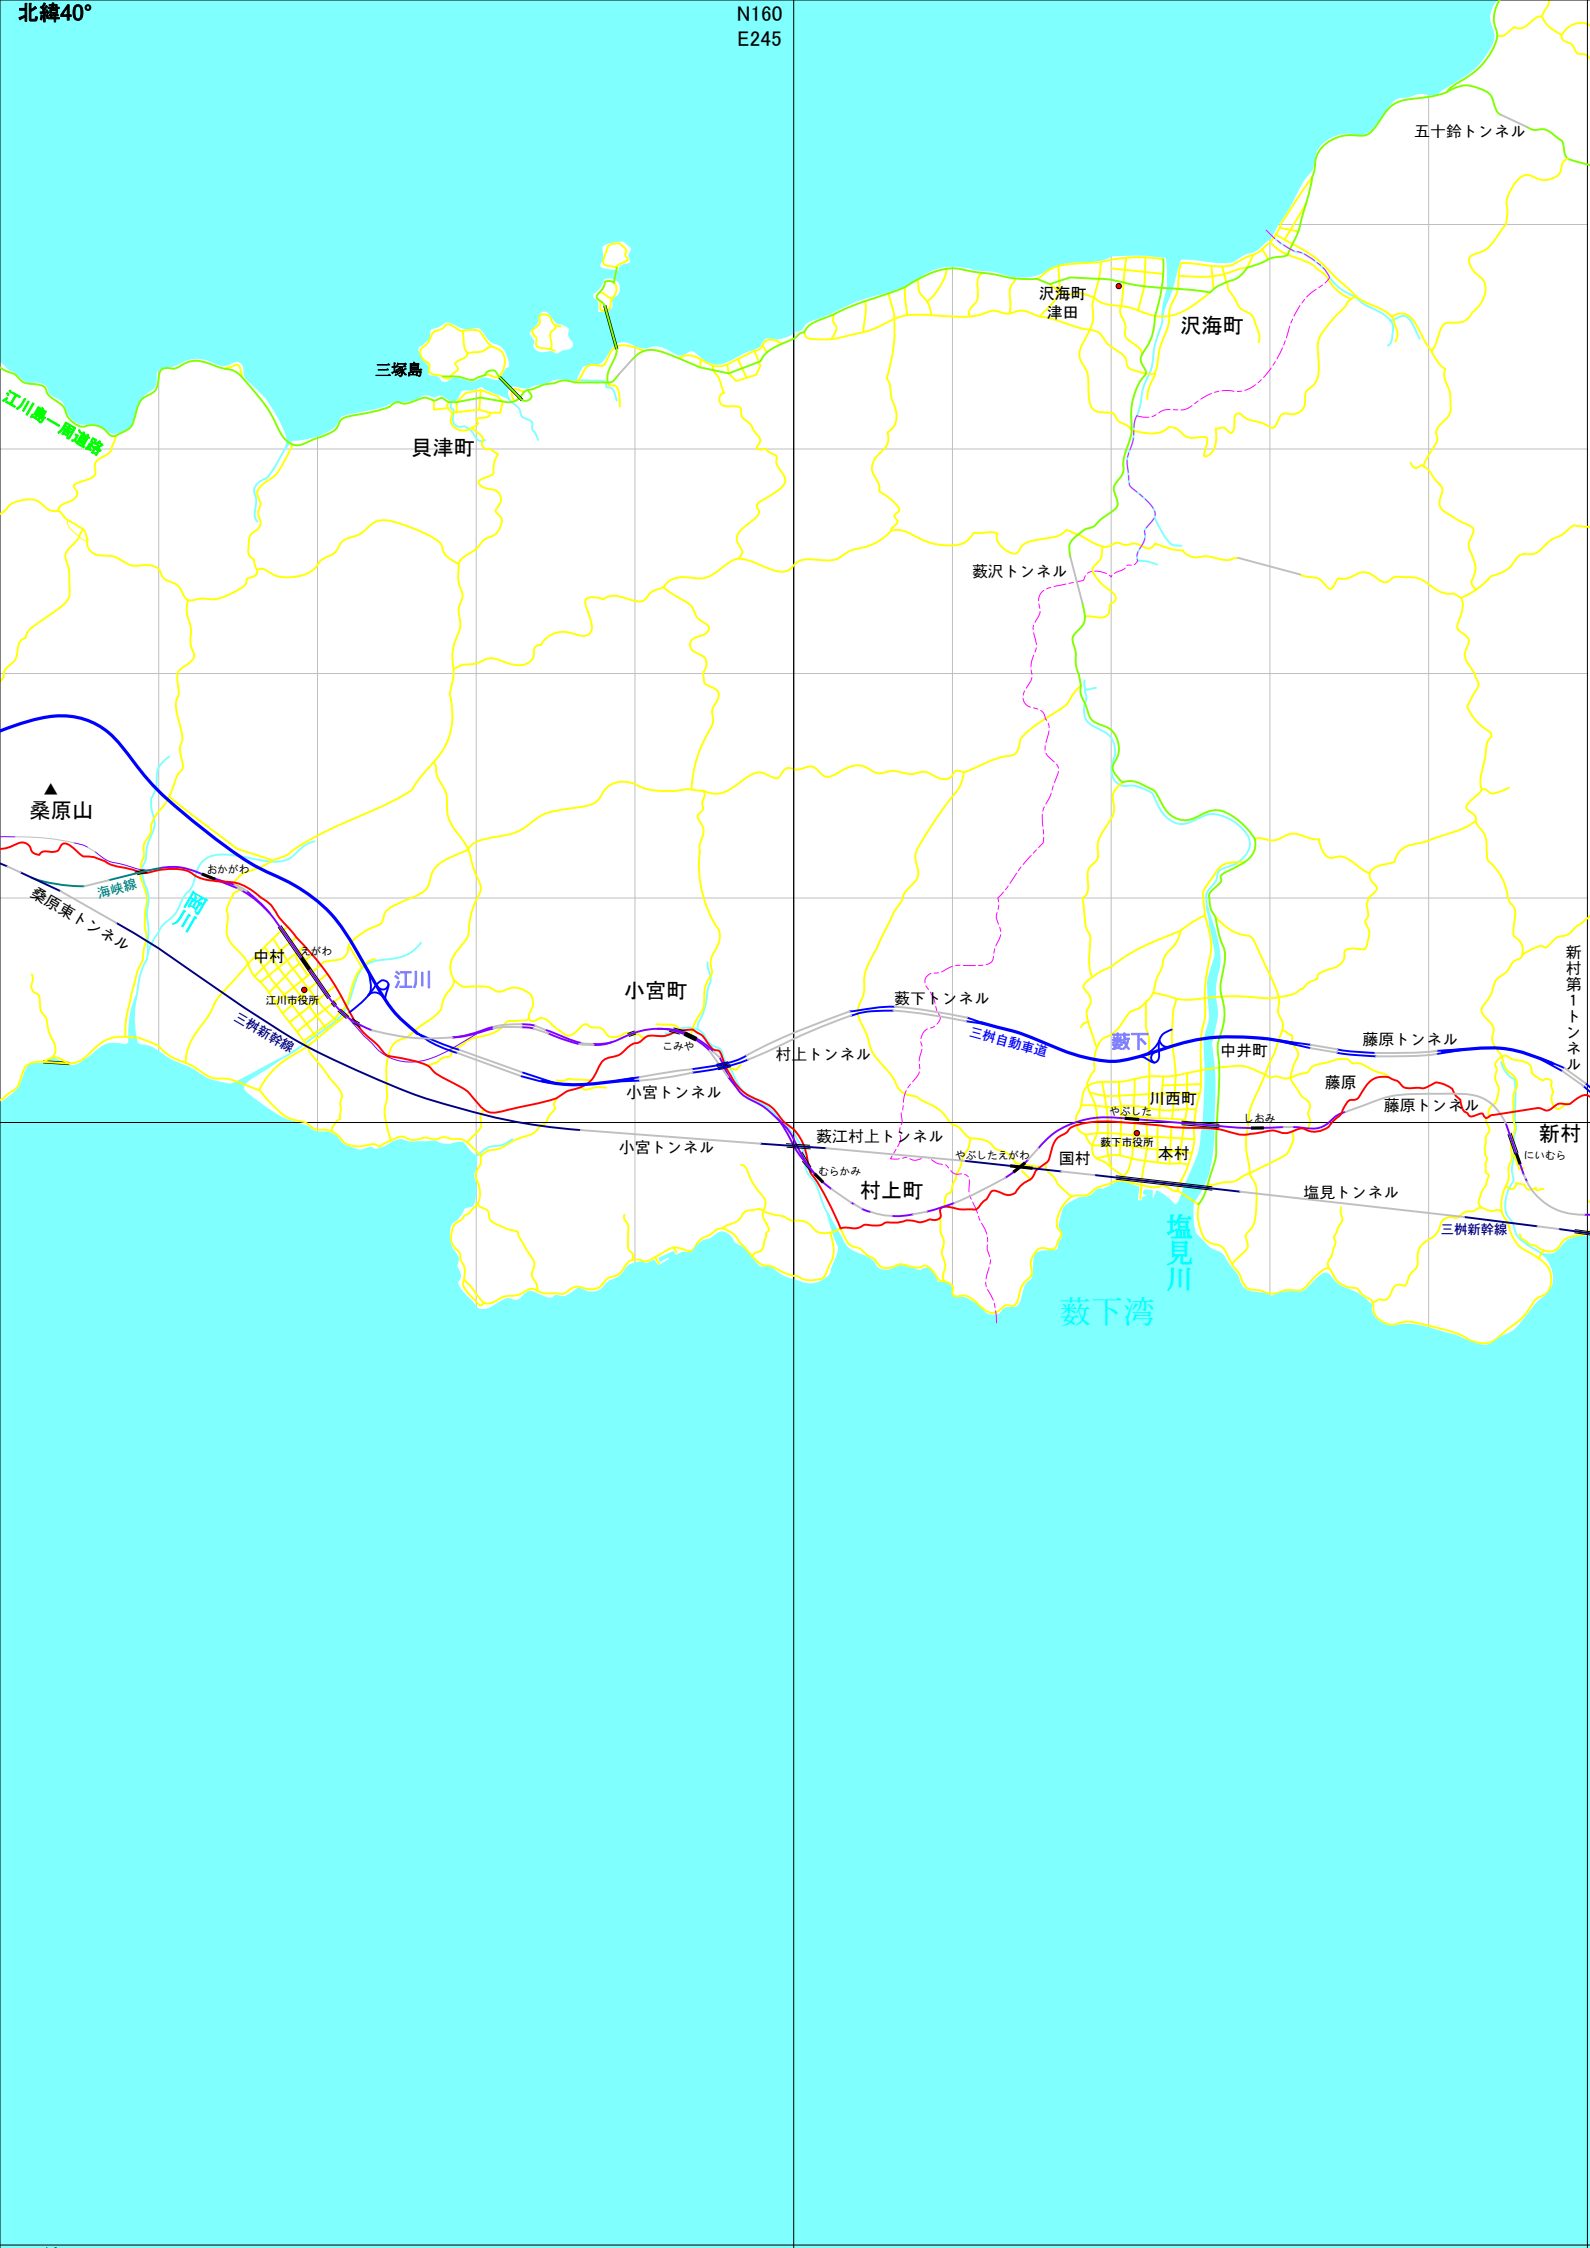 北緯40°
N160
E245
五十鈴トンネル
沢海町
津田
沢海町
三塚島
江川島一周道路
貝津町
薮沢トンネル
桑原山
おかがわ
海峡線
桑原東トンネル
岡川
中村
えがわ
江川
江川市役所
三桝新幹線
小宮町
こみや
小宮トンネル
村上トンネル
薮下トンネル
三桝自動車道
薮下
中井町
藤原トンネル
新村第1トンネル
藤原
藤原トンネル
川西町
やぶした
しおみ
薮下市役所
本村
国村
新村
にいむら
小宮トンネル
薮江村上トンネル
やぶしたえがわ
むらかみ
村上町
塩見トンネル
三桝新幹線
塩見川
薮下湾